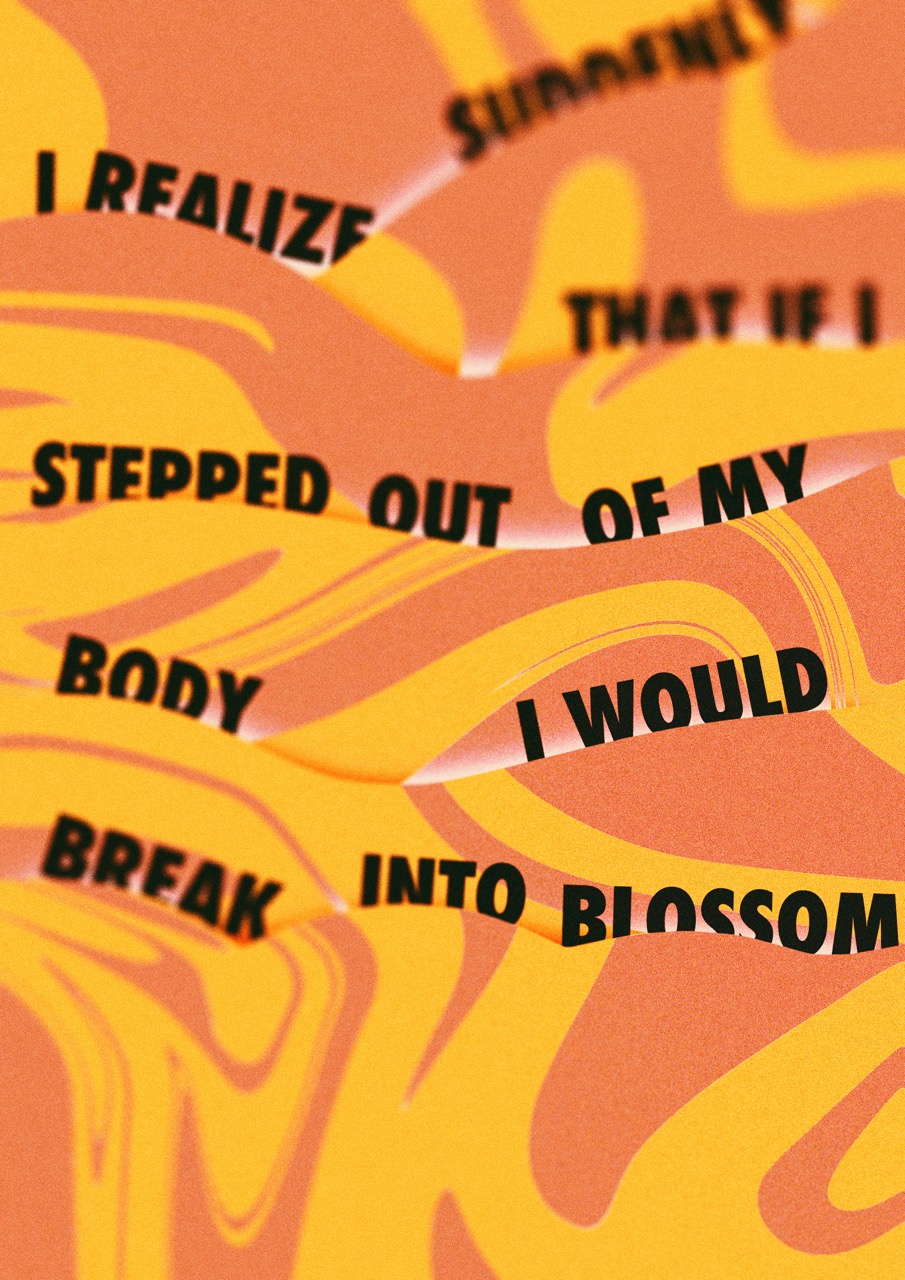 SUDDENLY
I REALIZE
THAT IF I
STEPPED OUT OF MY
BODY I WOULD
BREAK INTO BLOSSOM